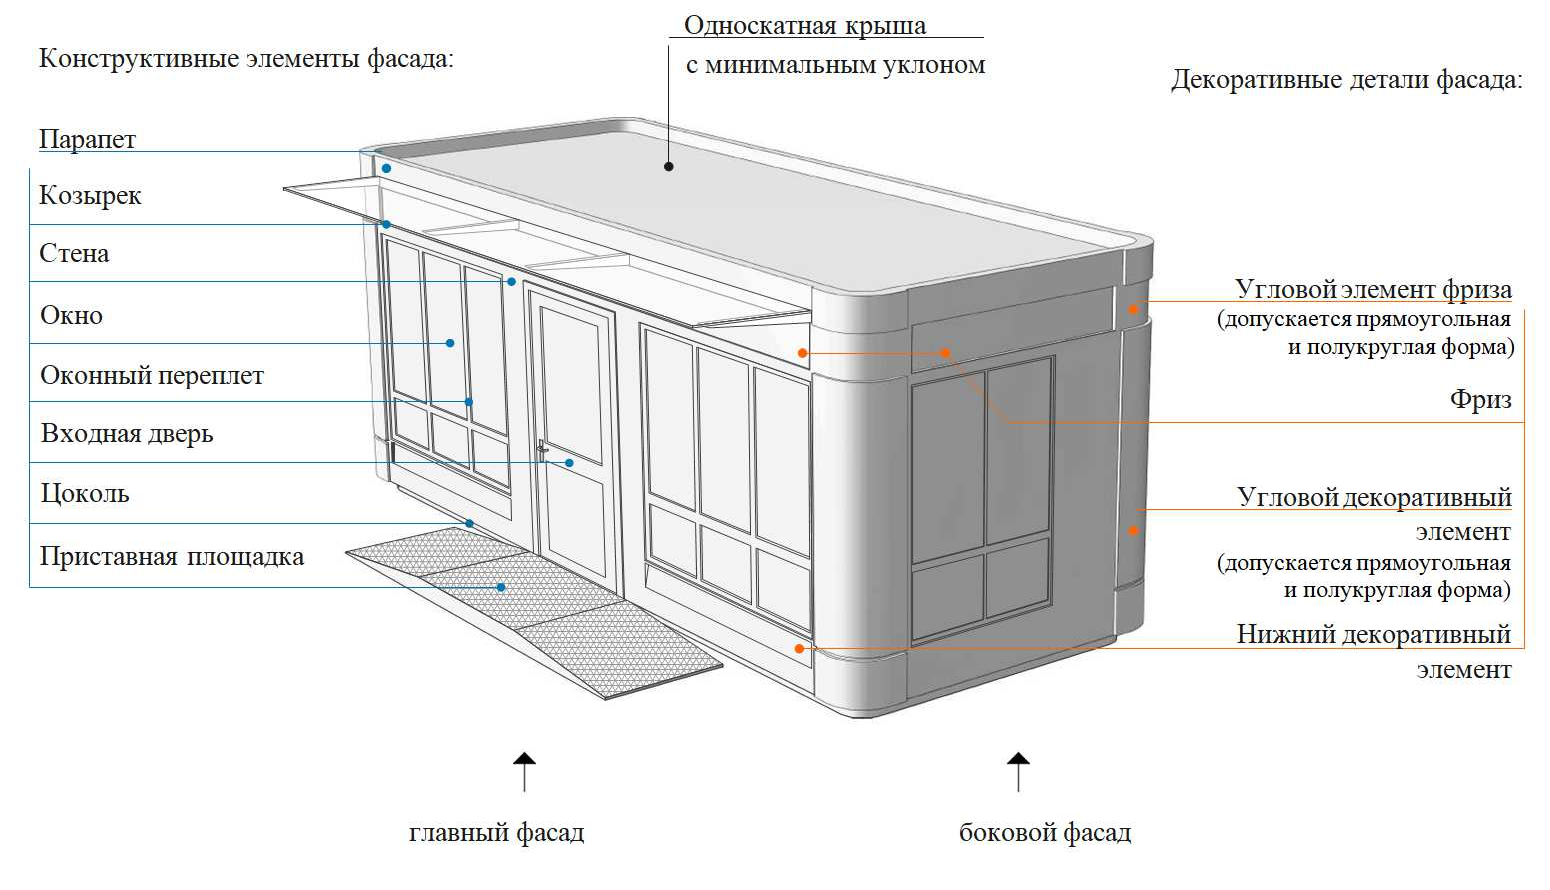 Односкатная крыша
с минимальным уклоном
Конструктивные элементы фасада:
Парапет
Козырек
Стена
Окно
Оконный переплет
Входная дверь
Цоколь
Приставная площадка
Декоративные детали фасада:
Угловой элемент фриза
(допускается прямоугольная
и полукруглая форма)
Фриз
Угловой декоративный
элемент
(допускается прямоугольная
и полукруглая форма)
Нижний декоративный
элемент
главный фасад
боковой фасад